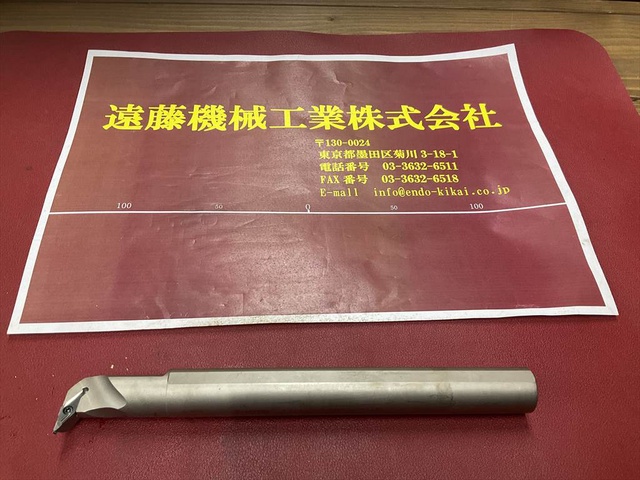 遠藤機械工業株式会社
〒130-0024
東京都墨田区菊川 3-18-1
電話番号 03-3632-6511
FAX 番号 03-3632-6518
E-mall info@endo-kikai.co.jp
100 50 0 50 100